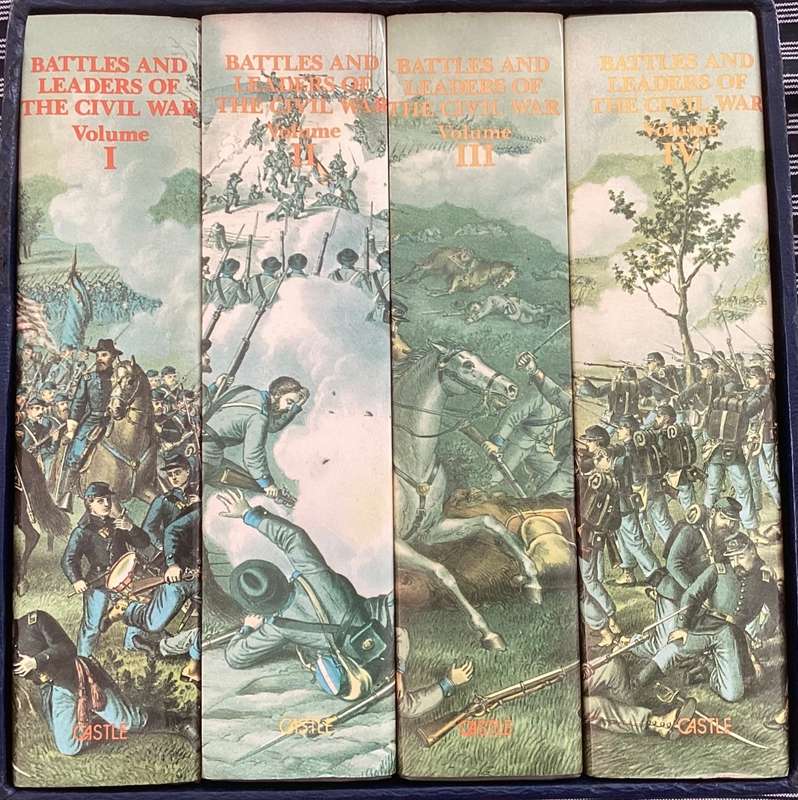 BATTLES AND
LEADERS OF
THE CIVIL WAR
Volume
I
CASTLE
BATTLES AND
LEADERS OF
THE CIVIL WAR
Volume
II
CASTLE
BATTLES AND
LEADERS OF
THE CIVIL WAR
Volume
III
CASTLE
BATTLES AND
LEADERS OF
THE CIVIL WAR
Volume
IV
CASTLE